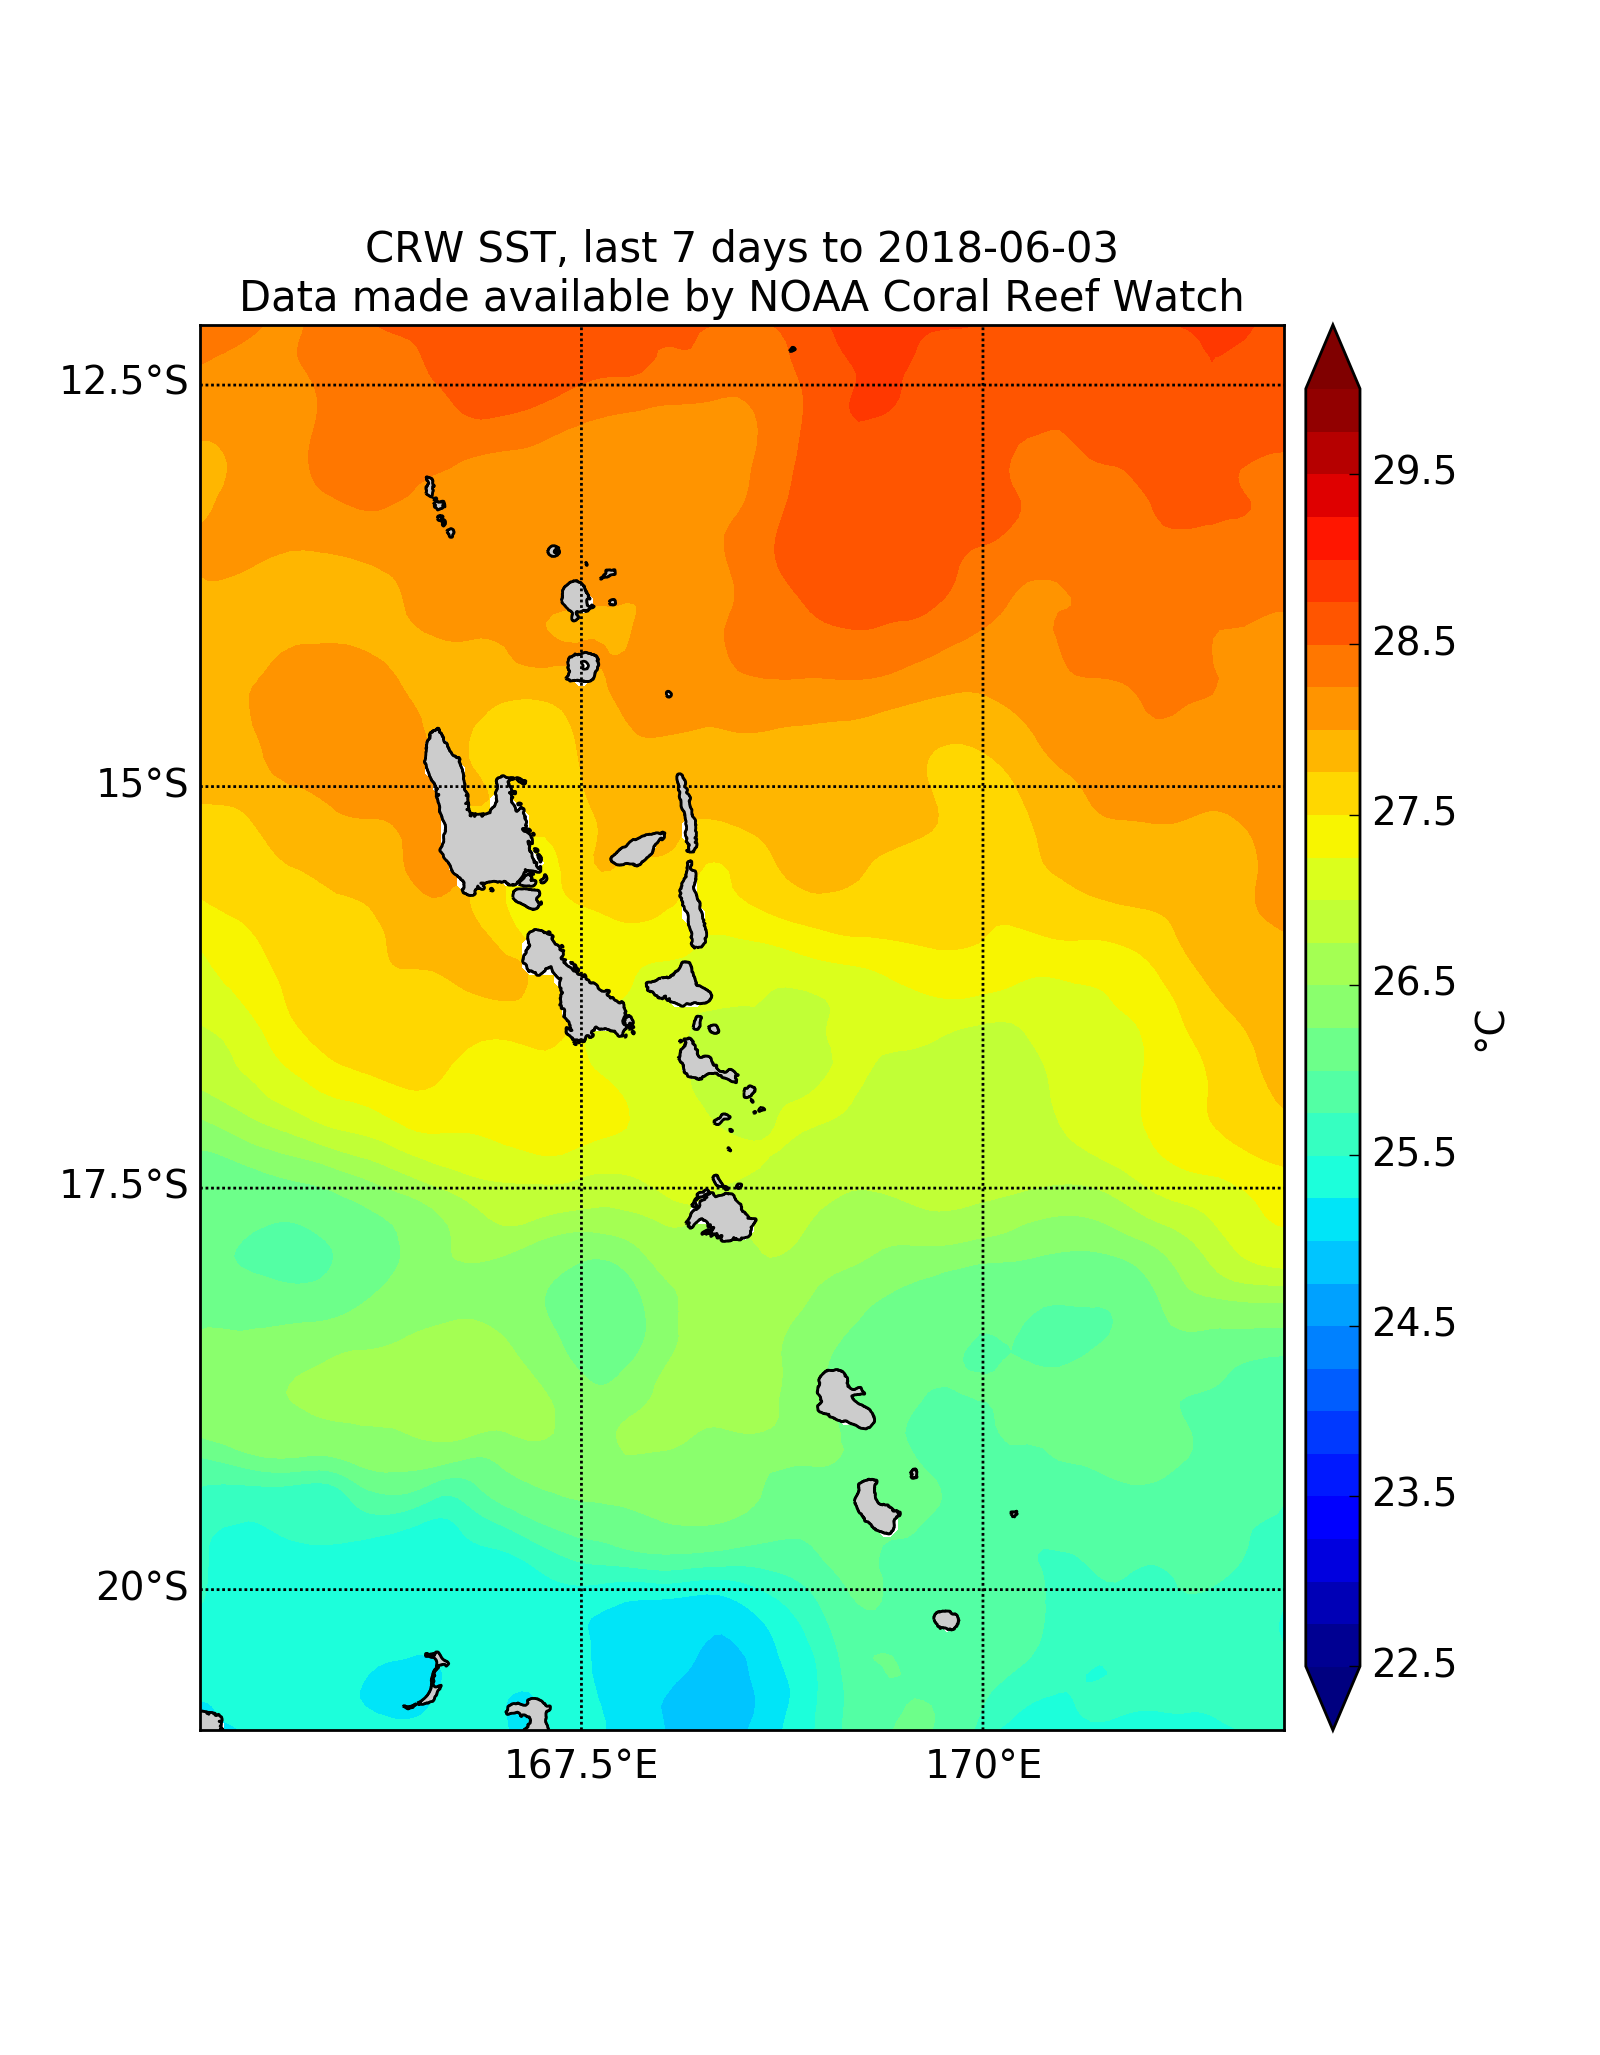 CRW SST, last 7 days to 2018-06-03
Data made available by NOAA Coral Reef Watch
12.5°S
15°S
17.5°S
20°S
167.5°E
170°E
29.5
28.5
27.5
26.5
25.5
24.5
23.5
22.5
°C